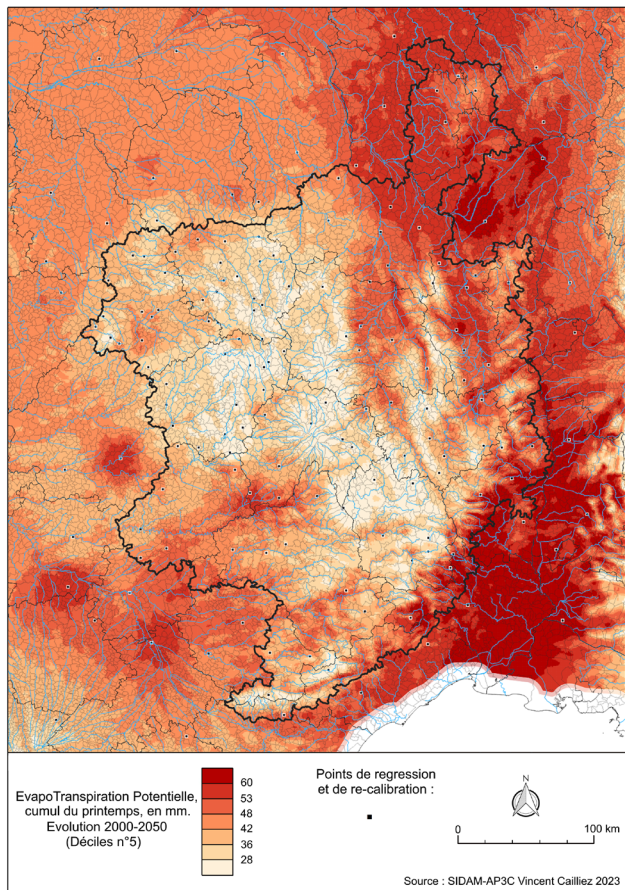 EvapoTranspiration Potentielle,
cumul du printemps, en mm.
Evolution 2000-2050
(Déciles n°5)
60
53
48
42
36
28
Points de regression
et de re-calibration :
N
0
100 km
Source : SIDAM-AP3C Vincent Cailliez 2023